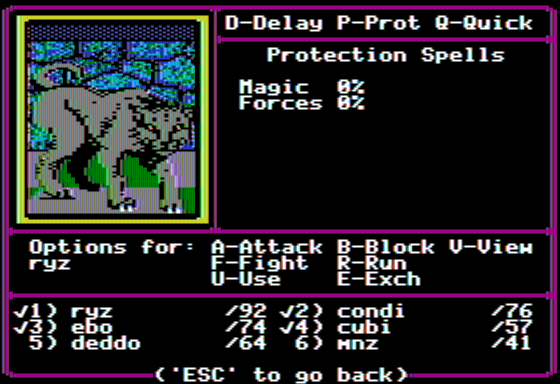 D-Delay P-Prot Q-Quick
Protection Spells
Magic 0%
Forces 0%
Options for: A-Attack B-Block V-View
ryz F-Fight R-Run
U-Use E-Exch
√1) ryz /92 √2) condi /76
√3) ebo /74 √4) cubi /57
5) deddo /64 6) wnz /41
('ESC' to go back)